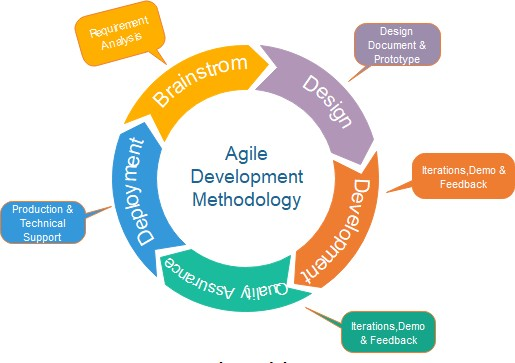 Requirement
Analysis
Brainstrom
Design
Design
Document &
Prototype
Agile
Development
Methodology
Development
Iterations,Demo &
Feedback
Quality Assurance
Iterations,Demo
& Feedback
Deployment
Production &
Technical
Support